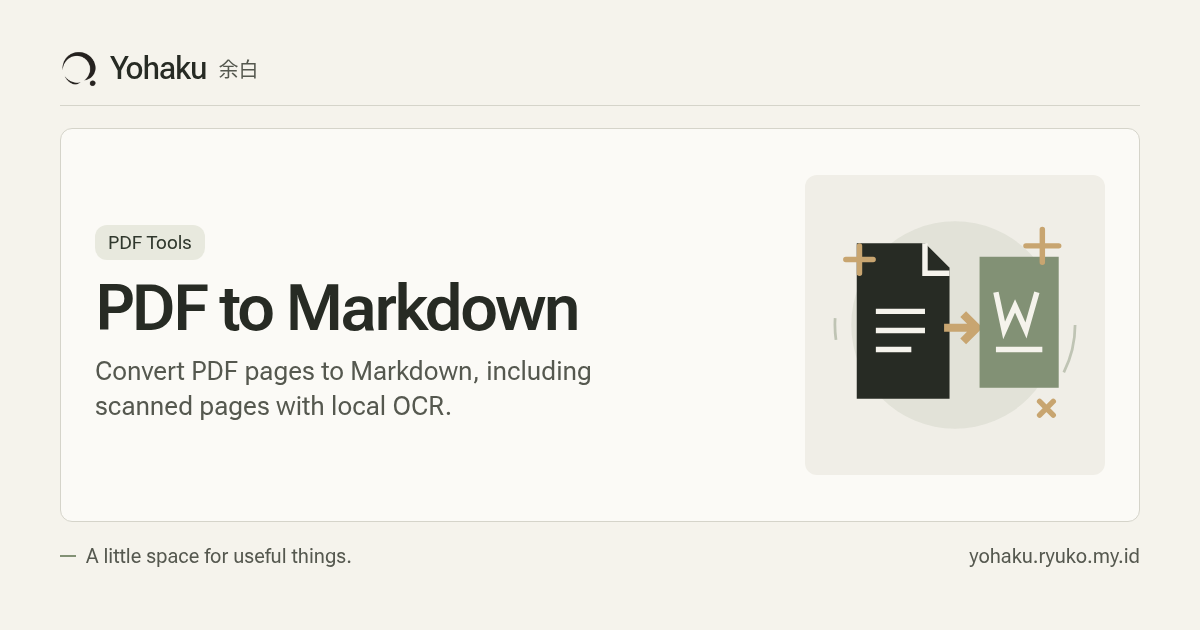 Yohaku 余白
PDF Tools
PDF to Markdown
Convert PDF pages to Markdown, including
scanned pages with local OCR.
W
— A little space for useful things.
yohaku.ryuko.my.id